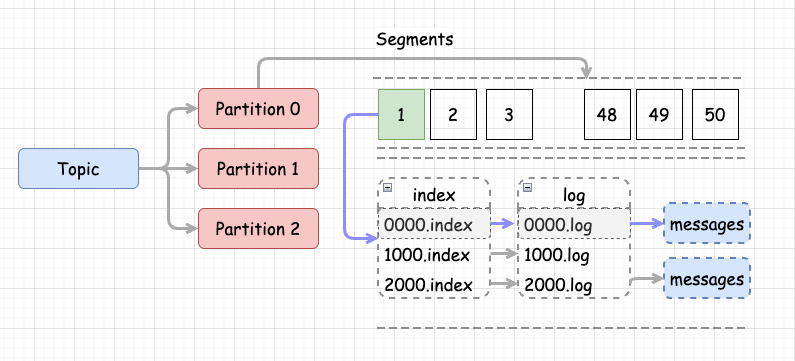 Segments
Partition 0
1 2 3 48 49 50
Topic
Partition 1
Partition 2
index log
0000.index 0000.log messages
1000.index 1000.log
2000.index 2000.log messages